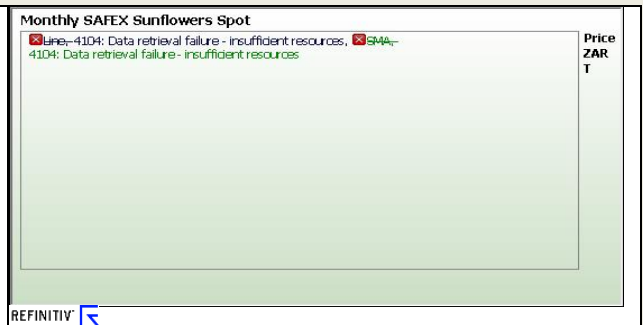 Monthly SAFEX Sunflowers Spot
Line, 4104: Data retrieval failure - insufficient resources, SMA,
4104: Data retrieval failure - insufficient resources
Price
ZAR
T
REFINITIV